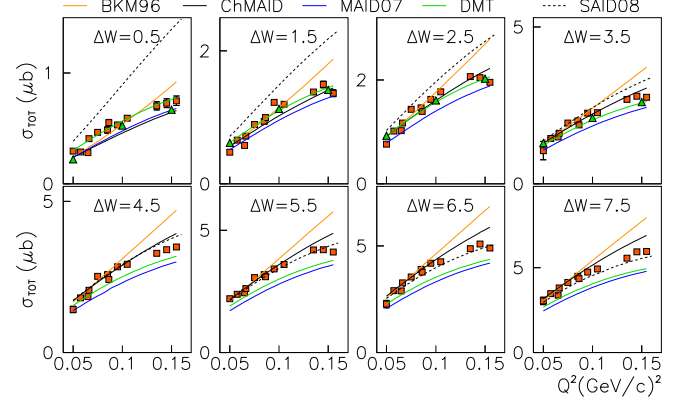 BKM96 ChMAID MAID07 DMT SAID08
ΔW=0.5 ΔW=1.5 ΔW=2.5 ΔW=3.5
σTOT (μb)
1 2 2 5
0 0 0 0
ΔW=4.5 ΔW=5.5 ΔW=6.5 ΔW=7.5
σTOT (μb)
5 5 5 5
0 0 0 0
0.05 0.1 0.15 0.05 0.1 0.15 0.05 0.1 0.15 0.05 0.1 0.15
Q²(GeV/c)²